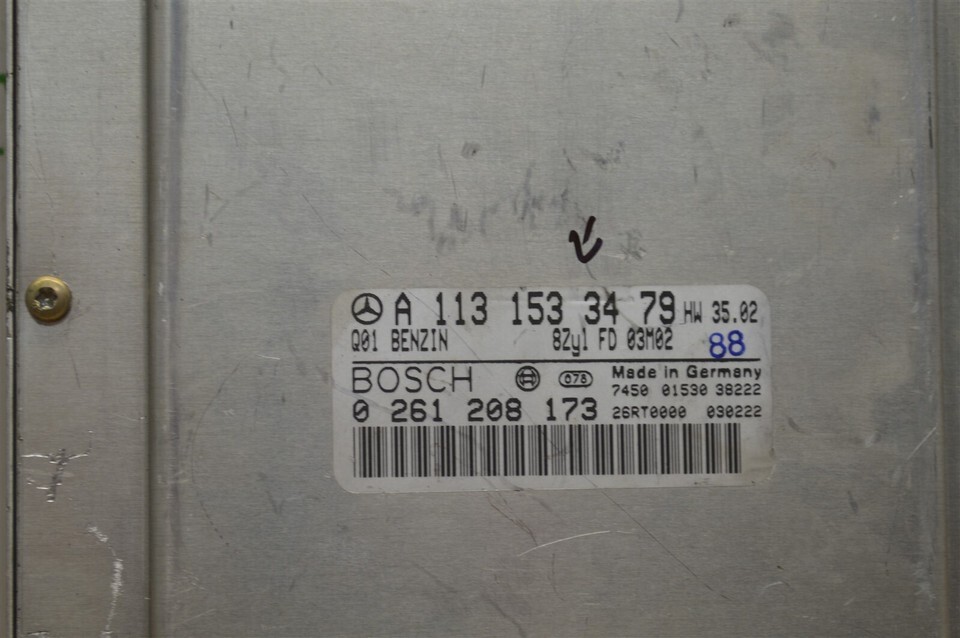 A 113 153 34 79 HW 35.02
Q01 BENZIN 8Zyl FD 03M02 88
BOSCH 078 Made in Germany
7450 01530 38222
0 261 208 173 26RT0000 030222